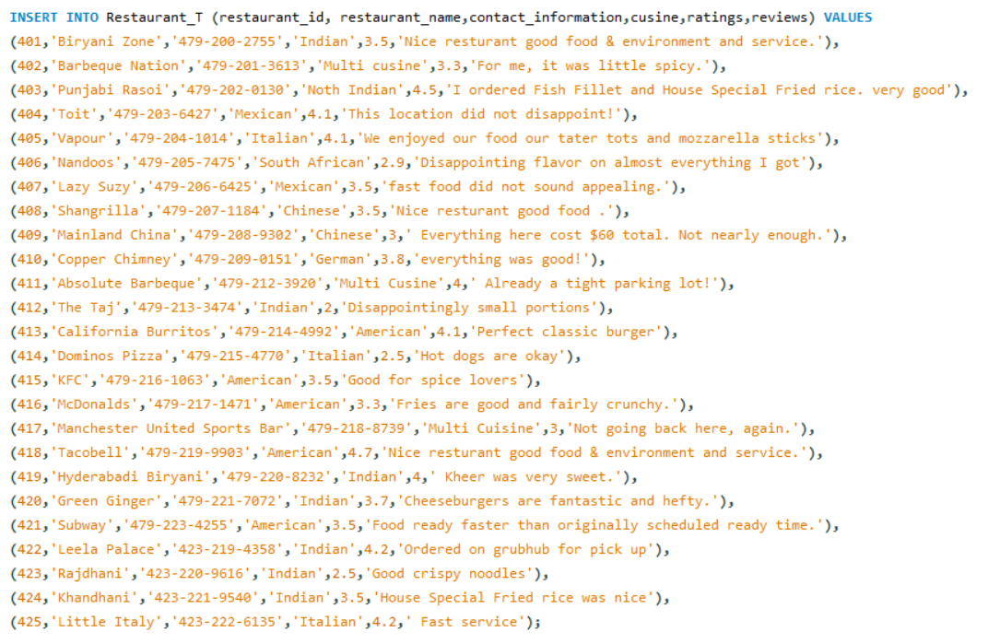 INSERT INTO Restaurant_T (restaurant_id, restaurant_name,contact_information,cusine,ratings,reviews) VALUES
(401,'Biryani Zone','479-200-2755','Indian',3.5,'Nice resturant good food & environment and service.'),
(402,'Barbeque Nation','479-201-3613','Multi cusine',3.3,'For me, it was little spicy.'),
(403,'Punjabi Rasoi','479-202-0130','Noth Indian',4.5,'I ordered Fish Fillet and House Special Fried rice. very good'),
(404,'Toit','479-203-6427','Mexican',4.1,'This location did not disappoint!'),
(405,'Vapour','479-204-1014','Italian',4.1,'We enjoyed our food our tater tots and mozzarella sticks'),
(406,'Nandoos','479-205-7475','South African',2.9,'Disappointing flavor on almost everything I got'),
(407,'Lazy Suzy','479-206-6425','Mexican',3.5,'fast food did not sound appealing.'),
(408,'Shangrilla','479-207-1184','Chinese',3.5,'Nice resturant good food .'),
(409,'Mainland China','479-208-9302','Chinese',3,' Everything here cost $60 total. Not nearly enough.'),
(410,'Copper Chimney','479-209-0151','German',3.8,'everything was good!'),
(411,'Absolute Barbeque','479-212-3920','Multi Cusine',4,' Already a tight parking lot!'),
(412,'The Taj','479-213-3474','Indian',2,'Disappointingly small portions'),
(413,'California Burritos','479-214-4992','American',4.1,'Perfect classic burger'),
(414,'Dominos Pizza','479-215-4770','Italian',2.5,'Hot dogs are okay'),
(415,'KFC','479-216-1063','American',3.5,'Good for spice lovers'),
(416,'McDonalds','479-217-1471','American',3.3,'Fries are good and fairly crunchy.'),
(417,'Manchester United Sports Bar','479-218-8739','Multi Cuisine',3,'Not going back here, again.'),
(418,'Tacobell','479-219-9903','American',4.7,'Nice resturant good food & environment and service.'),
(419,'Hyderabadi Biryani','479-220-8232','Indian',4,' Kheer was very sweet.'),
(420,'Green Ginger','479-221-7072','Indian',3.7,'Cheeseburgers are fantastic and hefty.'),
(421,'Subway','479-223-4255','American',3.5,'Food ready faster than originally scheduled ready time.'),
(422,'Leela Palace','423-219-4358','Indian',4.2,'Ordered on grubhub for pick up'),
(423,'Rajdhani','423-220-9616','Indian',2.5,'Good crispy noodles'),
(424,'Khandhani','423-221-9540','Indian',3.5,'House Special Fried rice was nice'),
(425,'Little Italy','423-222-6135','Italian',4.2,' Fast service');